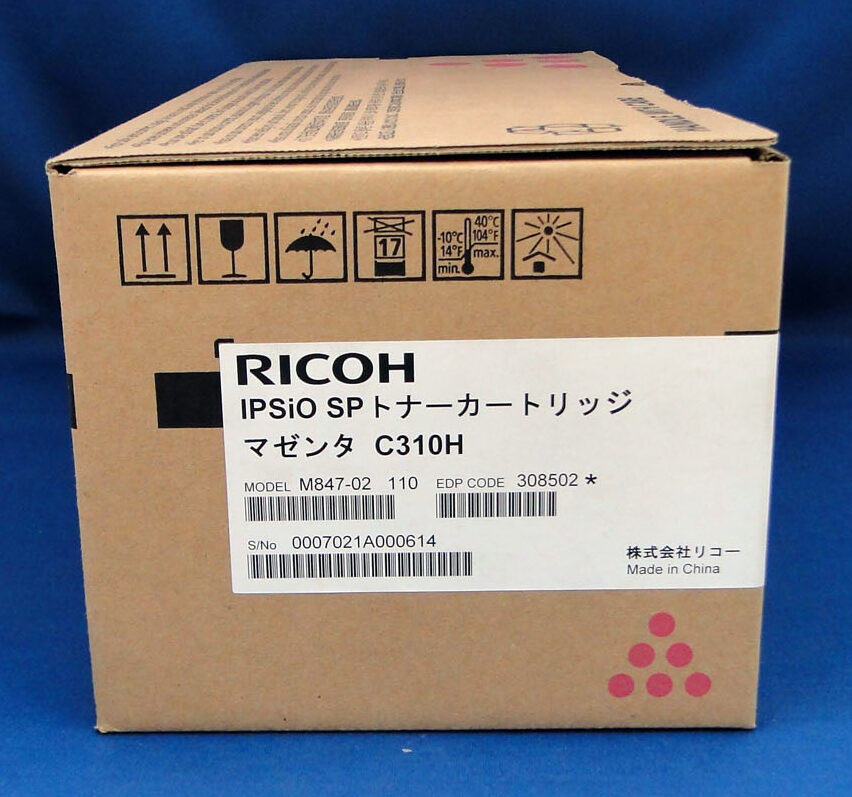 17
-10°C
14°F
min.
40°C
104°F
max.
RICOH
IPSiO SPトナーカートリッジ
マゼンタ C310H
MODEL M847-02 110 EDP CODE 308502 *
S/No 0007021A000614
株式会社リコー
Made in China